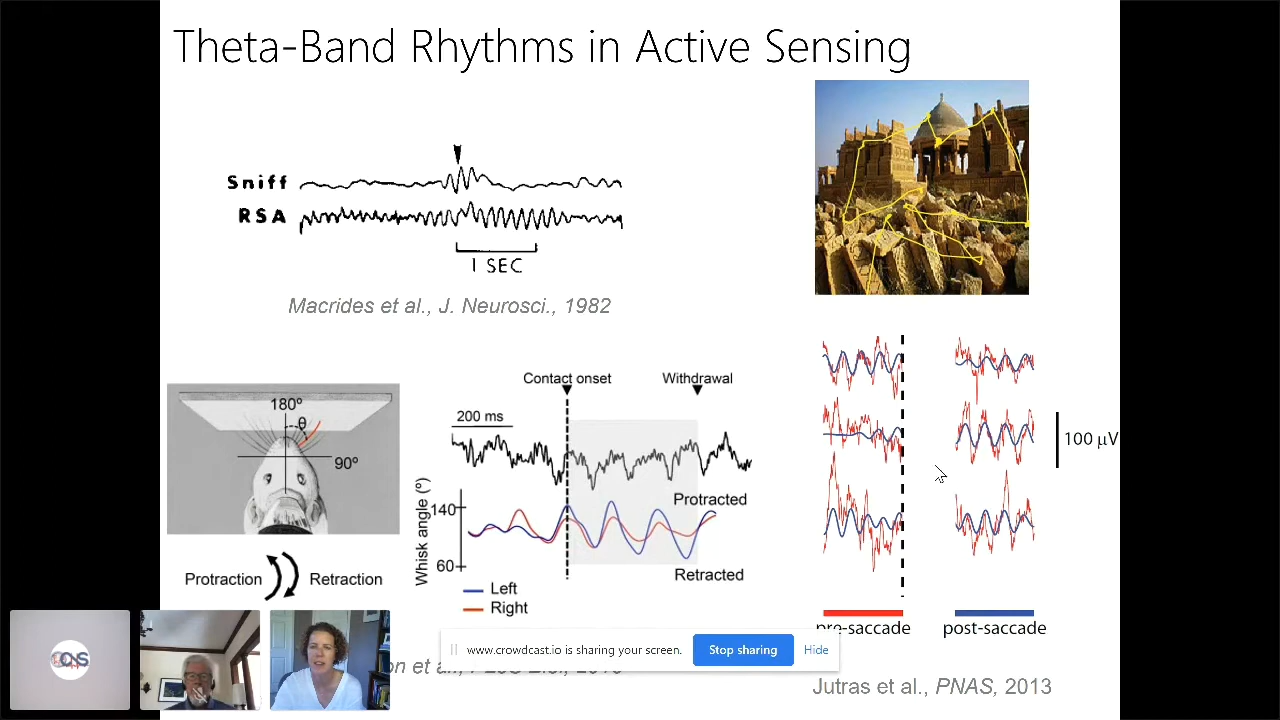 Theta-Band Rhythms in Active Sensing
Sniff
RSA
1 SEC
Macrides et al., J. Neurosci., 1982
180º
θ
90º
Protraction
Retraction
Contact onset
Withdrawal
200 ms
Whisk angle (º)
140
60
Protracted
Retracted
Left
Right
100 µV
pre-saccade
post-saccade
www.crowdcast.io is sharing your screen.
Stop sharing
Hide
Jutras et al., PNAS, 2013